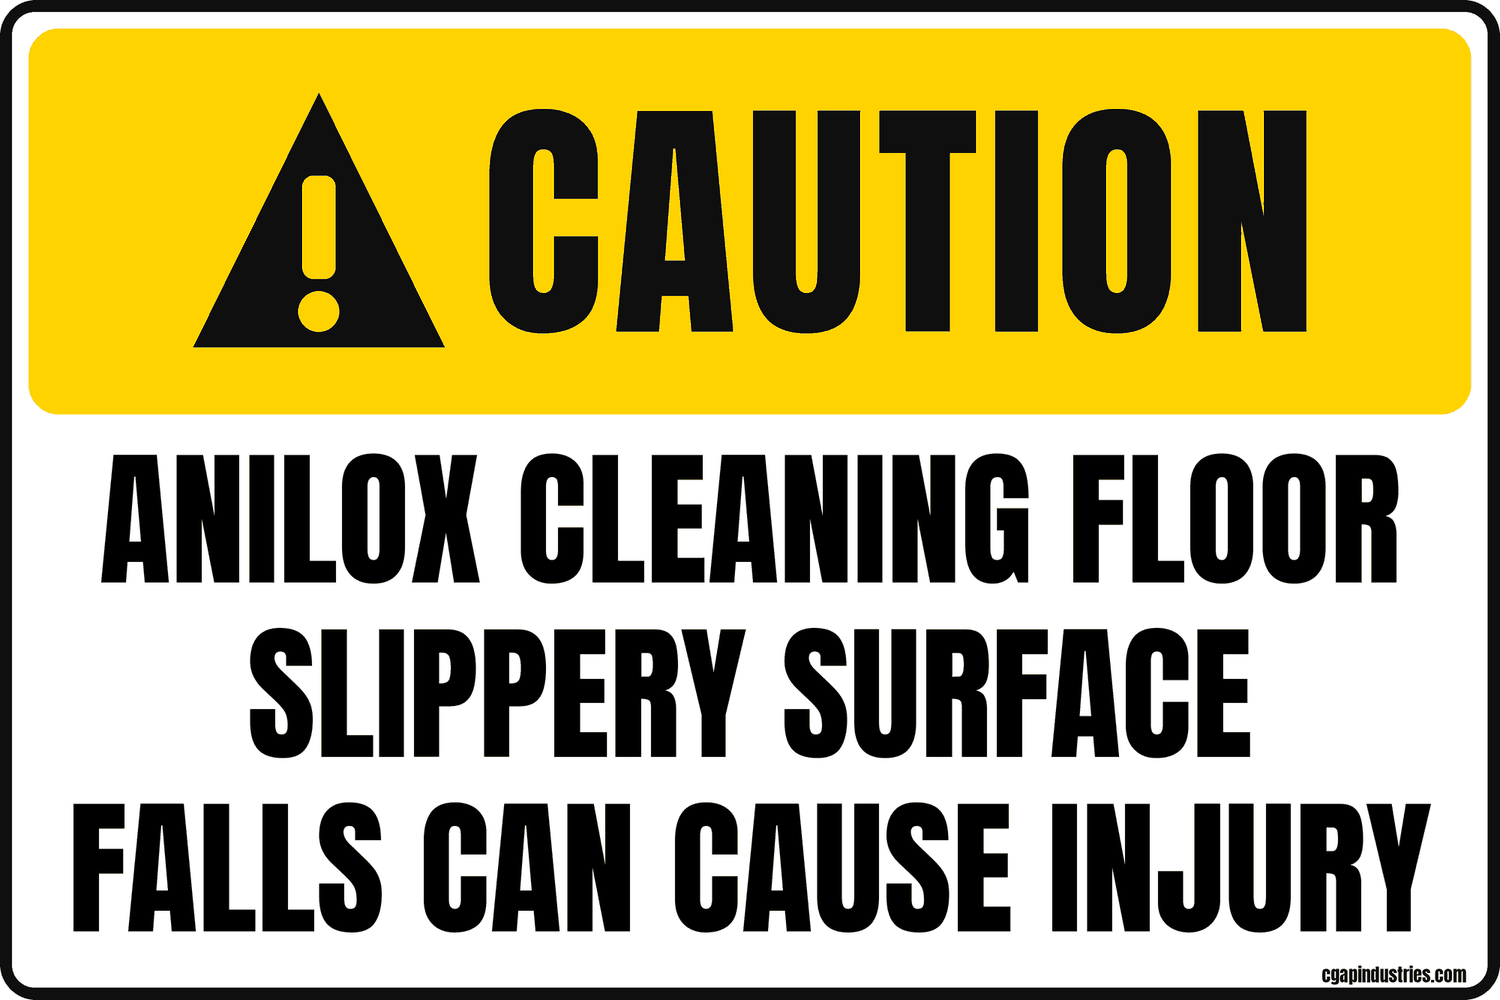 CAUTION
ANILOX CLEANING FLOOR
SLIPPERY SURFACE
FALLS CAN CAUSE INJURY
cgapindustries.com